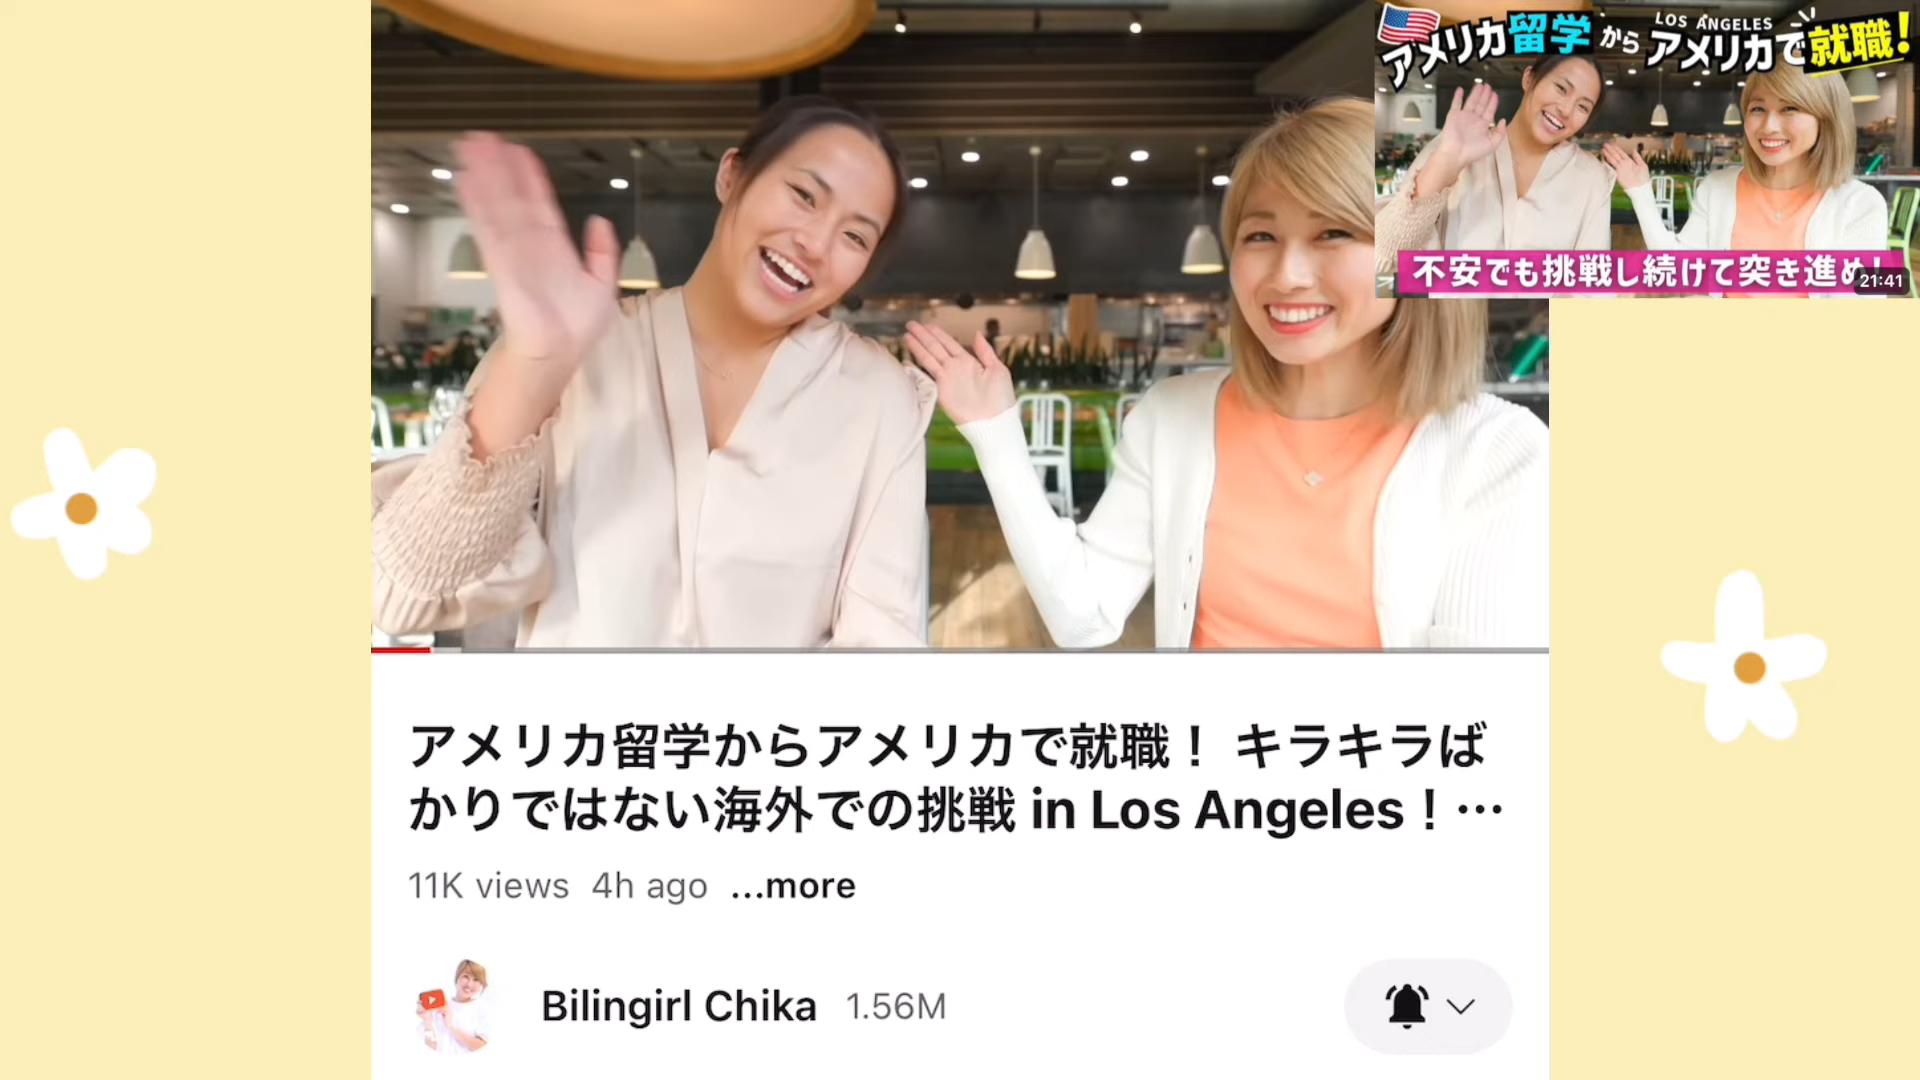 アメリカ留学から
LOS ANGELES
アメリカで就職！
不安でも挑戦し続けて突き進め！
21:41
アメリカ留学からアメリカで就職！ キラキラば
かりではない海外での挑戦 in Los Angeles！…
11K views 4h ago ...more
Bilingirl Chika 1.56M